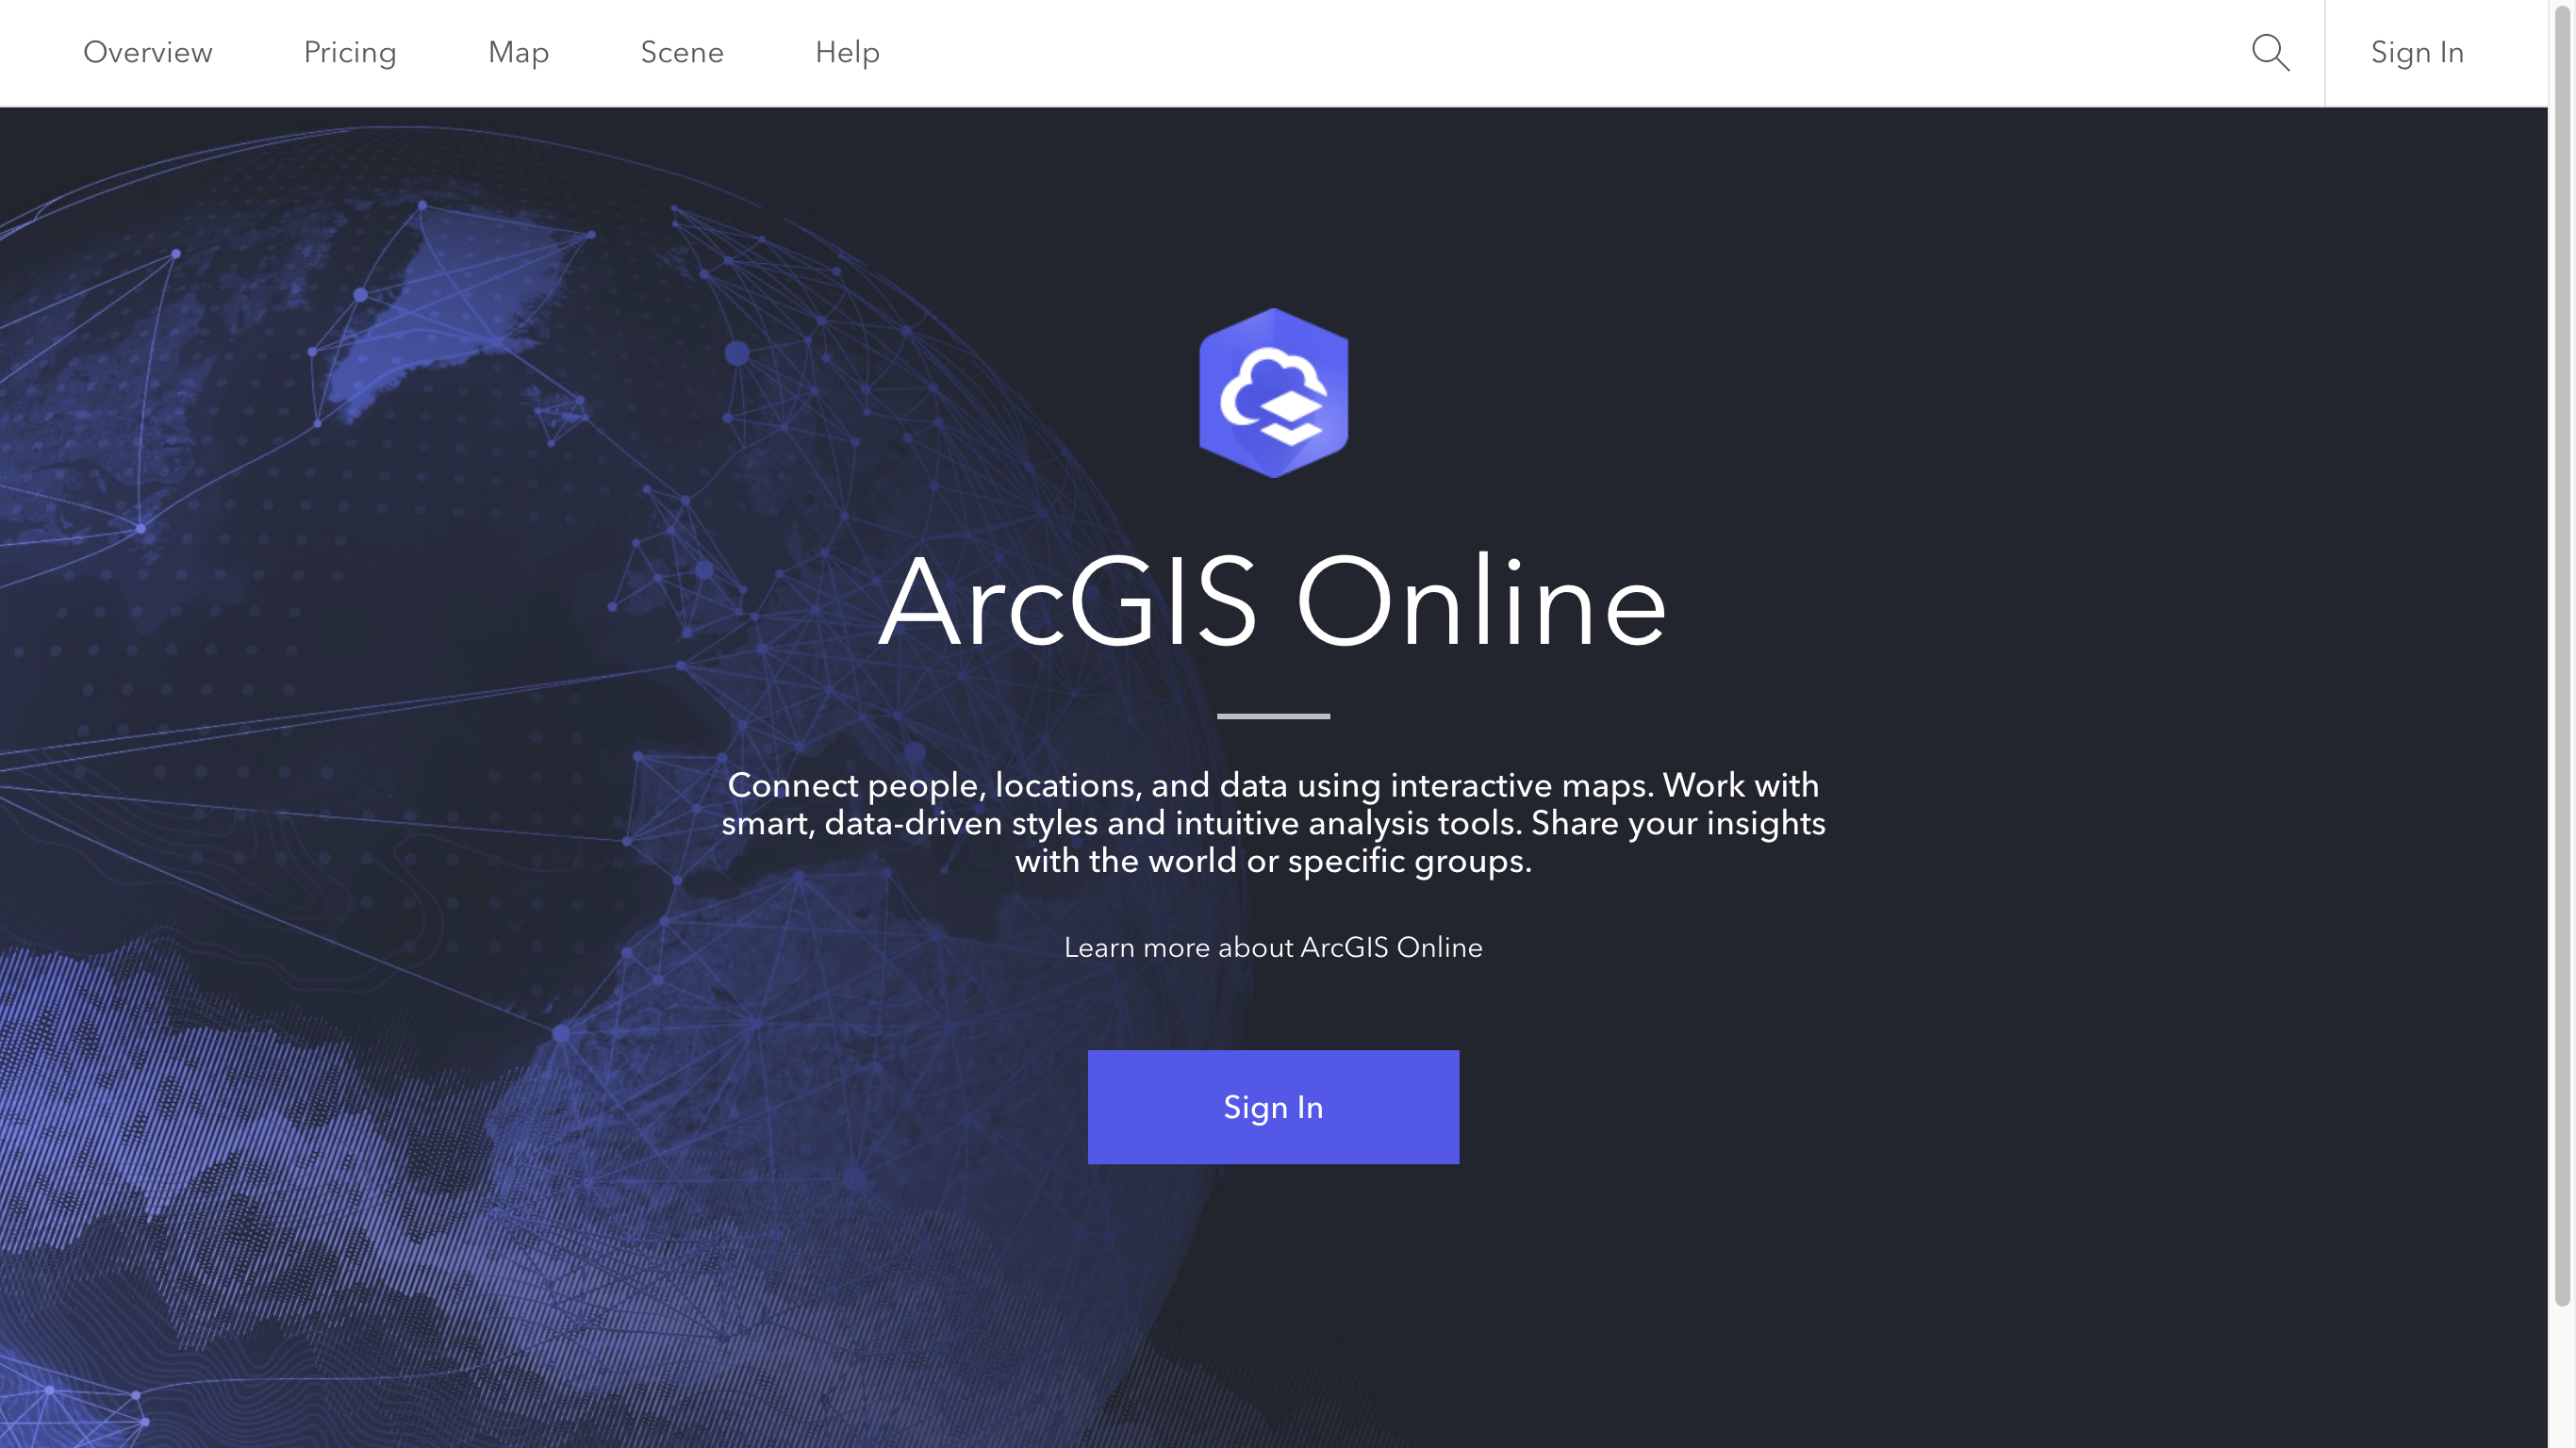 Overview Pricing Map Scene Help Sign In
ArcGIS Online
Connect people, locations, and data using interactive maps. Work with
smart, data-driven styles and intuitive analysis tools. Share your insights
with the world or specific groups.
Learn more about ArcGIS Online
Sign In